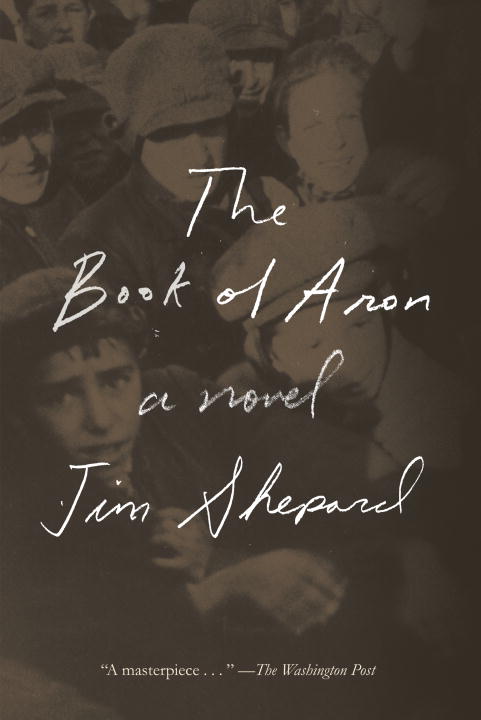 The
Book of Aron
a novel
Jim Shepard
“A masterpiece . . . ” —The Washington Post